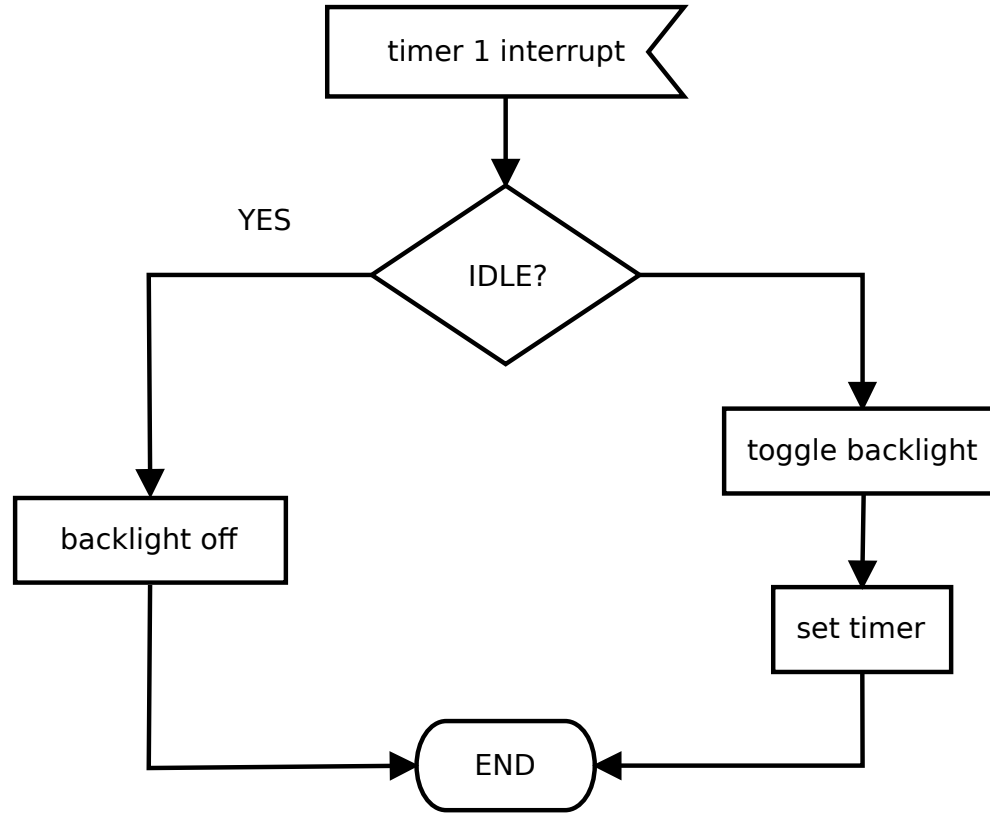 timer 1 interrupt
YES
IDLE?
toggle backlight
backlight off
set timer
END